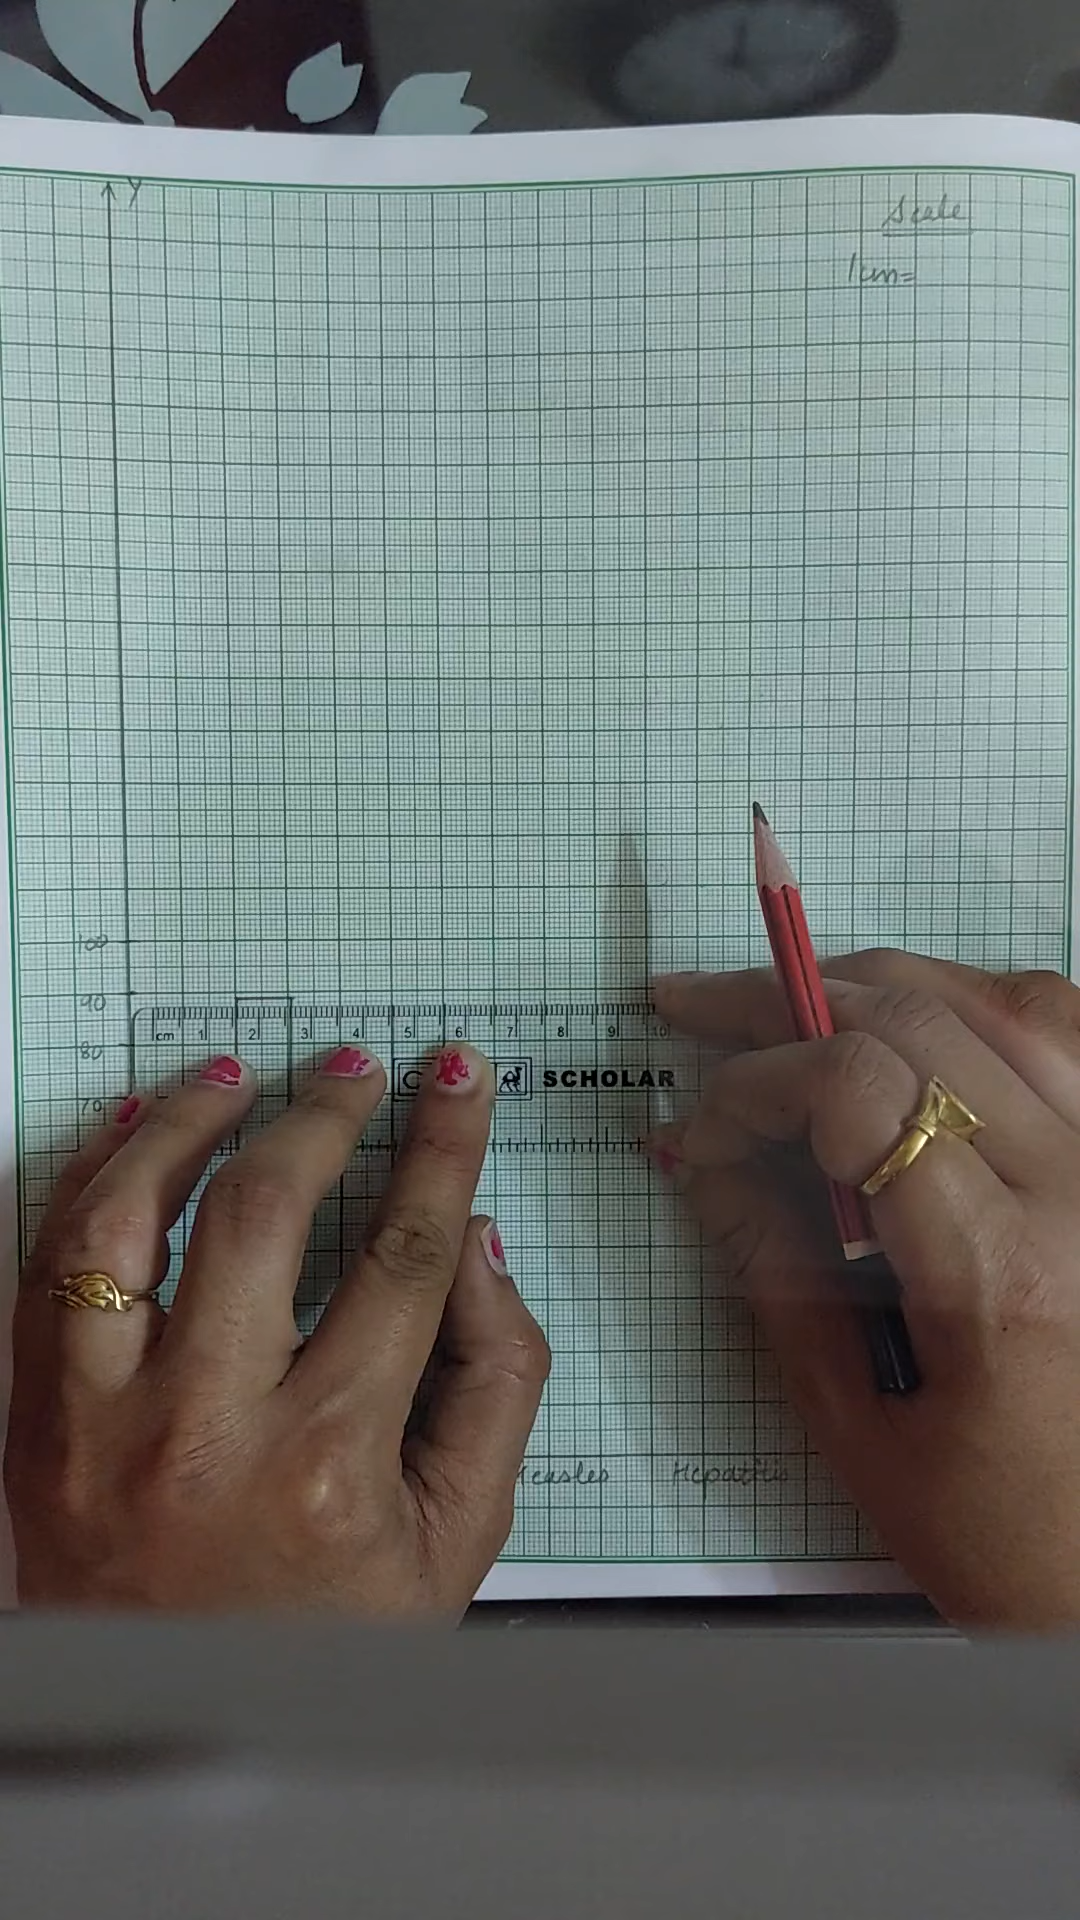 Y
Scale
1cm=
100
90
80
70
cm 1 2 3 4 5 6 7 8 9 10
C SCHOLAR
easles Hepatitis